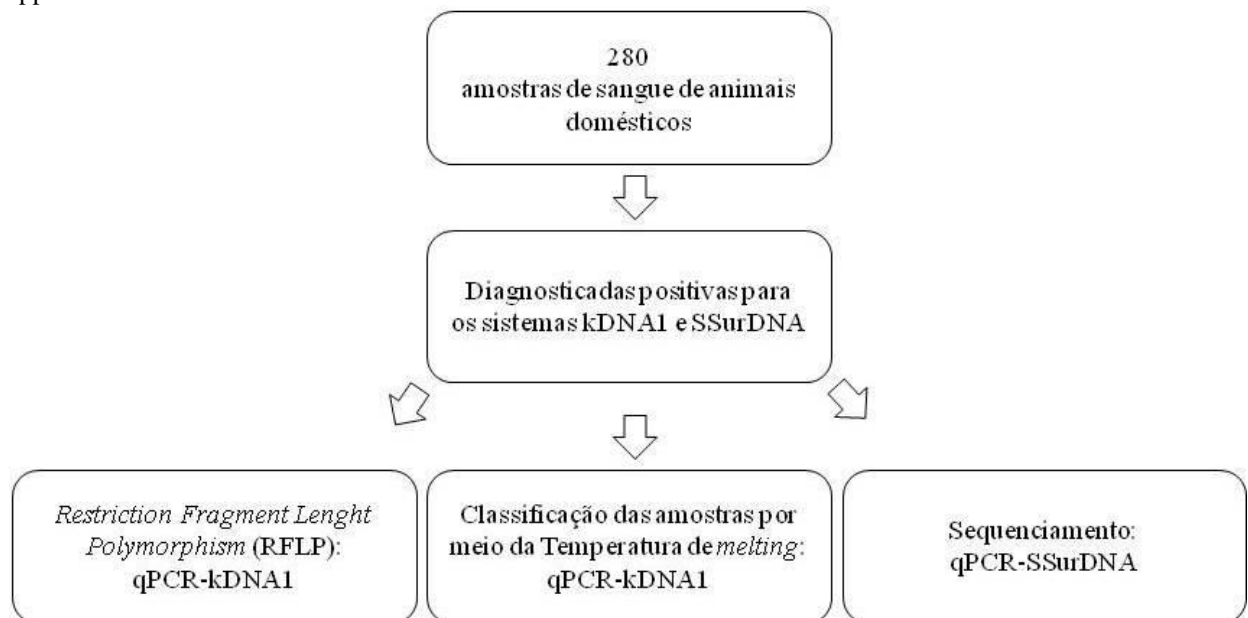 280
amostras de sangue de animais
domésticos
Diagnosticadas positivas para
os sistemas kDNA1 e SSurDNA
Restriction Fragment Lenght
Polymorphism (RFLP):
qPCR-kDNA1
Classificação das amostras por
meio da Temperatura de melting:
qPCR-kDNA1
Sequenciamento:
qPCR-SSurDNA